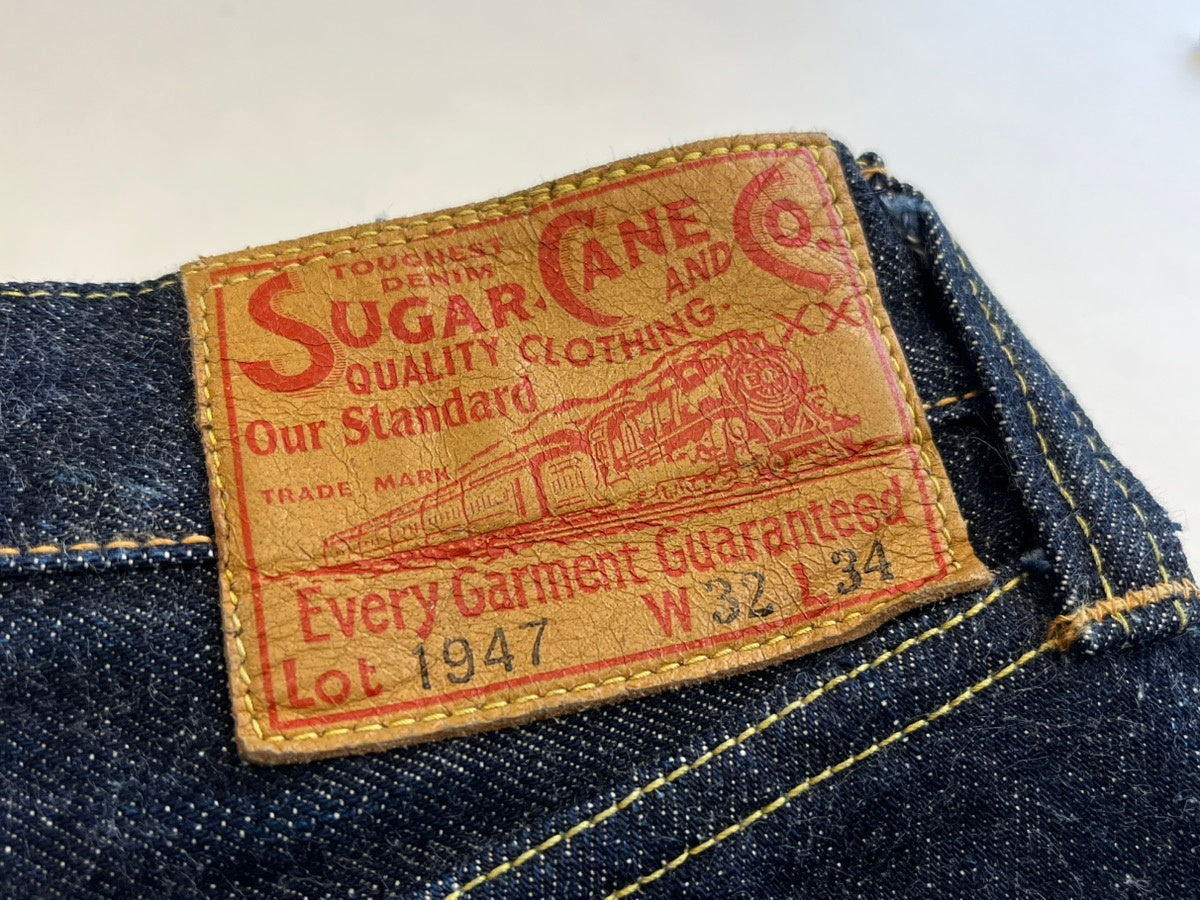 TOUGHEST
DENIM
SUGAR CANE CO.
AND
QUALITY CLOTHING.
XX
Our Standard
TRADE MARK
Every Garment Guaranteed
Lot 1947 W 32 L 34